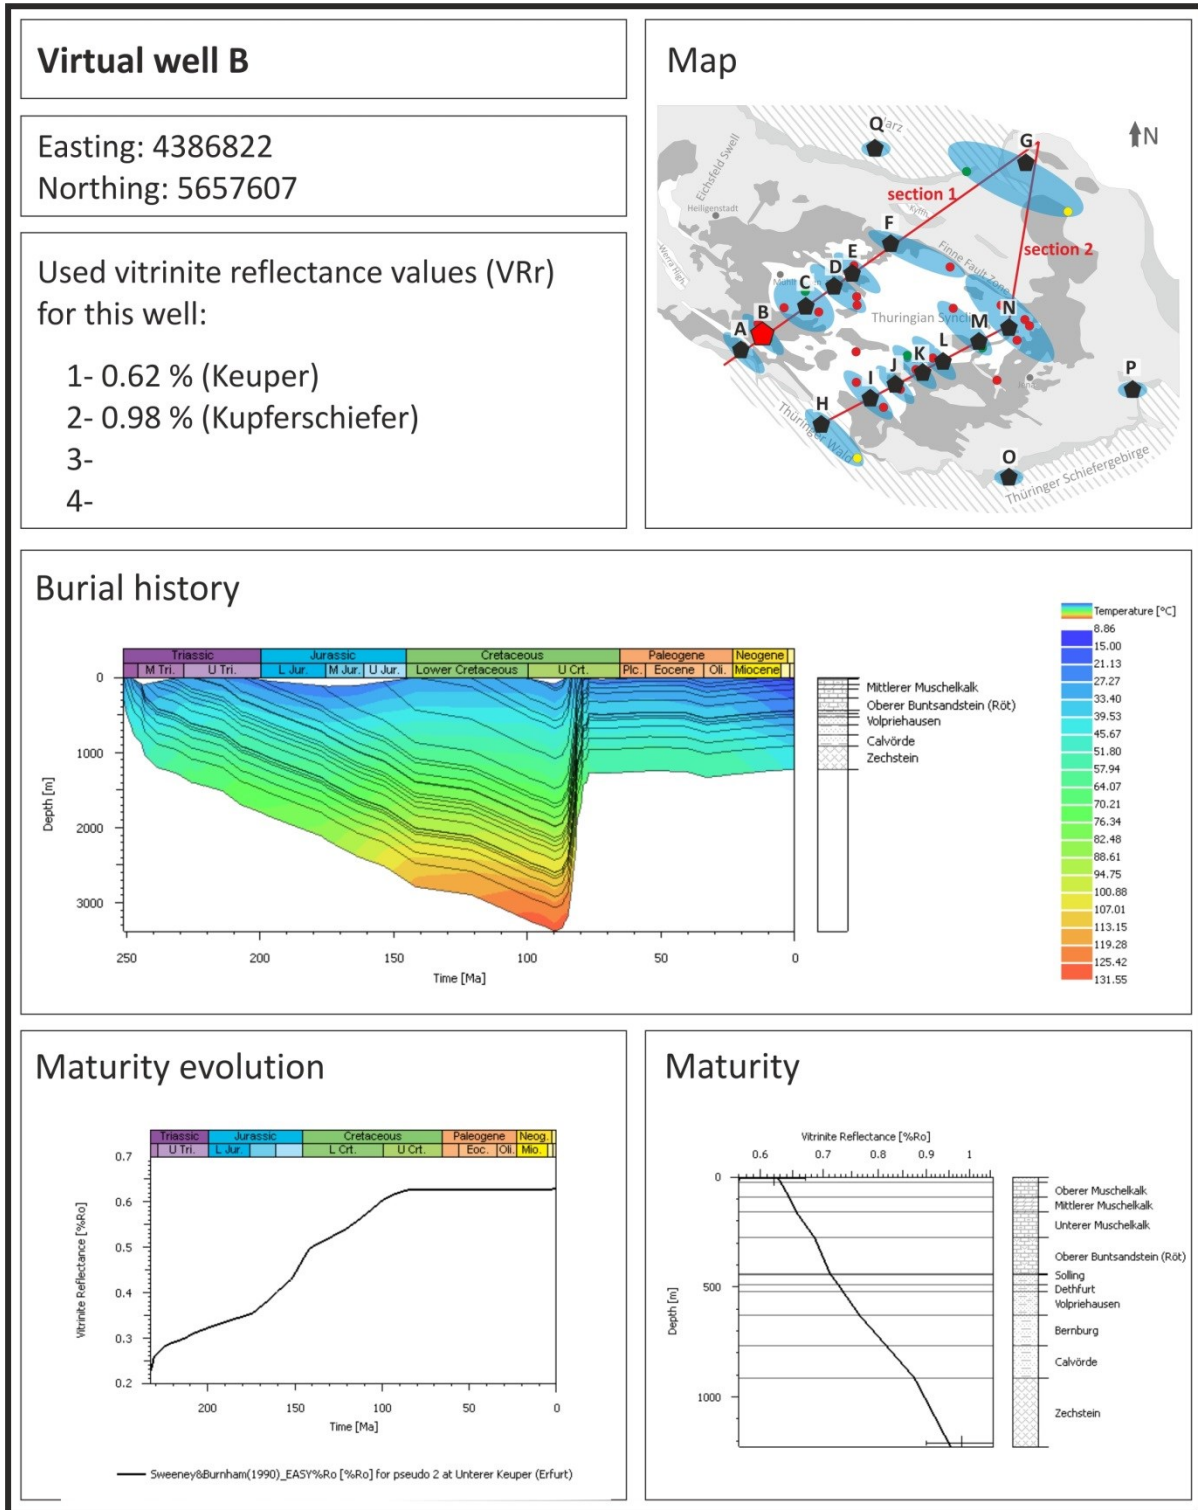 Virtual well B
Easting: 4386822
Northing: 5657607
Used vitrinite reflectance values (VRr)
for this well:
1- 0.62 % (Keuper)
2- 0.98 % (Kupferschiefer)
3-
4-
Map
N
Q
G
section 1
Eichsfeld Swell
Heiligenstadt
Werra High
F
E
D
C
B
A
Finne Fault Zone
section 2
Thuringian Syncl
N
M
L
K
J
I
H
P
O
Thüringer Wald
Thüringer Schiefergebirge
Burial history
Triassic Jurassic Cretaceous Paleogene Neogene
M Tri. U Tri. L Jur. M Jur. U Jur. Lower Cretaceous U Crt. Plc. Eocene Oli. Miocene
0
1000
2000
3000
Depth [m]
250 200 150 100 50 0
Time [Ma]
Mittlerer Muschelkalk
Oberer Buntsandstein (Röt)
Volpriehausen
Calvörde
Zechstein
Temperature [°C]
8.86
15.00
21.13
27.27
33.40
39.53
45.67
51.80
57.94
64.07
70.21
76.34
82.48
88.61
94.75
100.88
107.01
113.15
119.28
125.42
131.55
Maturity evolution
Triassic Jurassic Cretaceous Paleogene Neog.
U Tri. L Jur. L Crt. U Crt. Eoc. Oli. Mio.
0.7
0.6
0.5
0.4
0.3
0.2
Vitrinite Reflectance [%Ro]
200 150 100 50 0
Time [Ma]
Sweeney&Burnham(1990)_EASY%Ro [%Ro] for pseudo 2 at Unterer Keuper (Erfurt)
Maturity
Vitrinite Reflectance [%Ro]
0.6 0.7 0.8 0.9 1
0
500
1000
Depth [m]
Oberer Muschelkalk
Mittlerer Muschelkalk
Unterer Muschelkalk
Oberer Buntsandstein (Röt)
Solling
Dethfurt
Volpriehausen
Bernburg
Calvörde
Zechstein